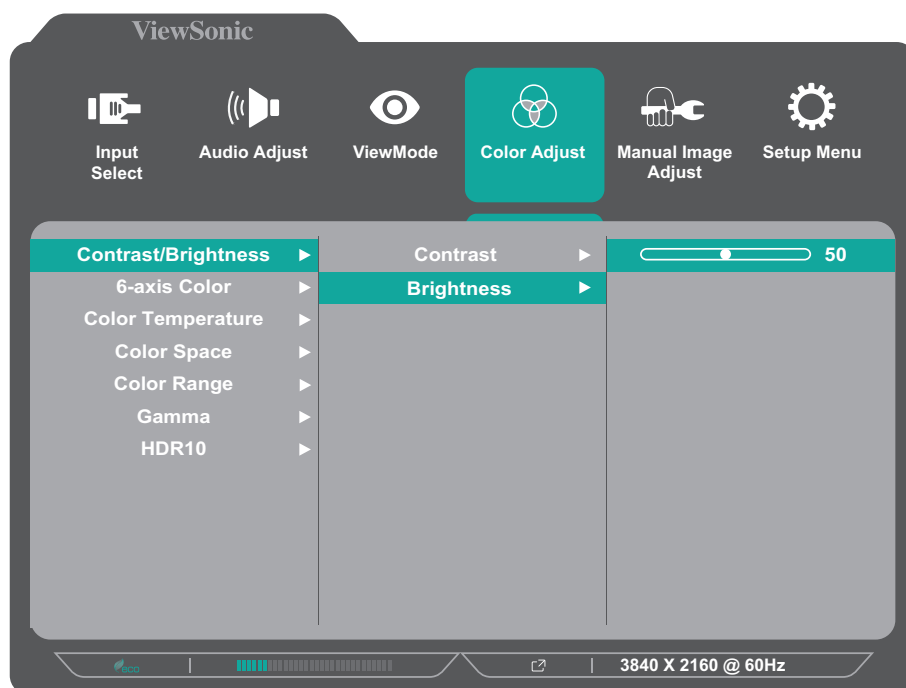 ViewSonic
Input
Select
Audio Adjust
ViewMode
Color Adjust
Manual Image
Adjust
Setup Menu
Contrast/Brightness
6-axis Color
Color Temperature
Color Space
Color Range
Gamma
HDR10
Contrast
Brightness
50
eco
3840 X 2160 @ 60Hz